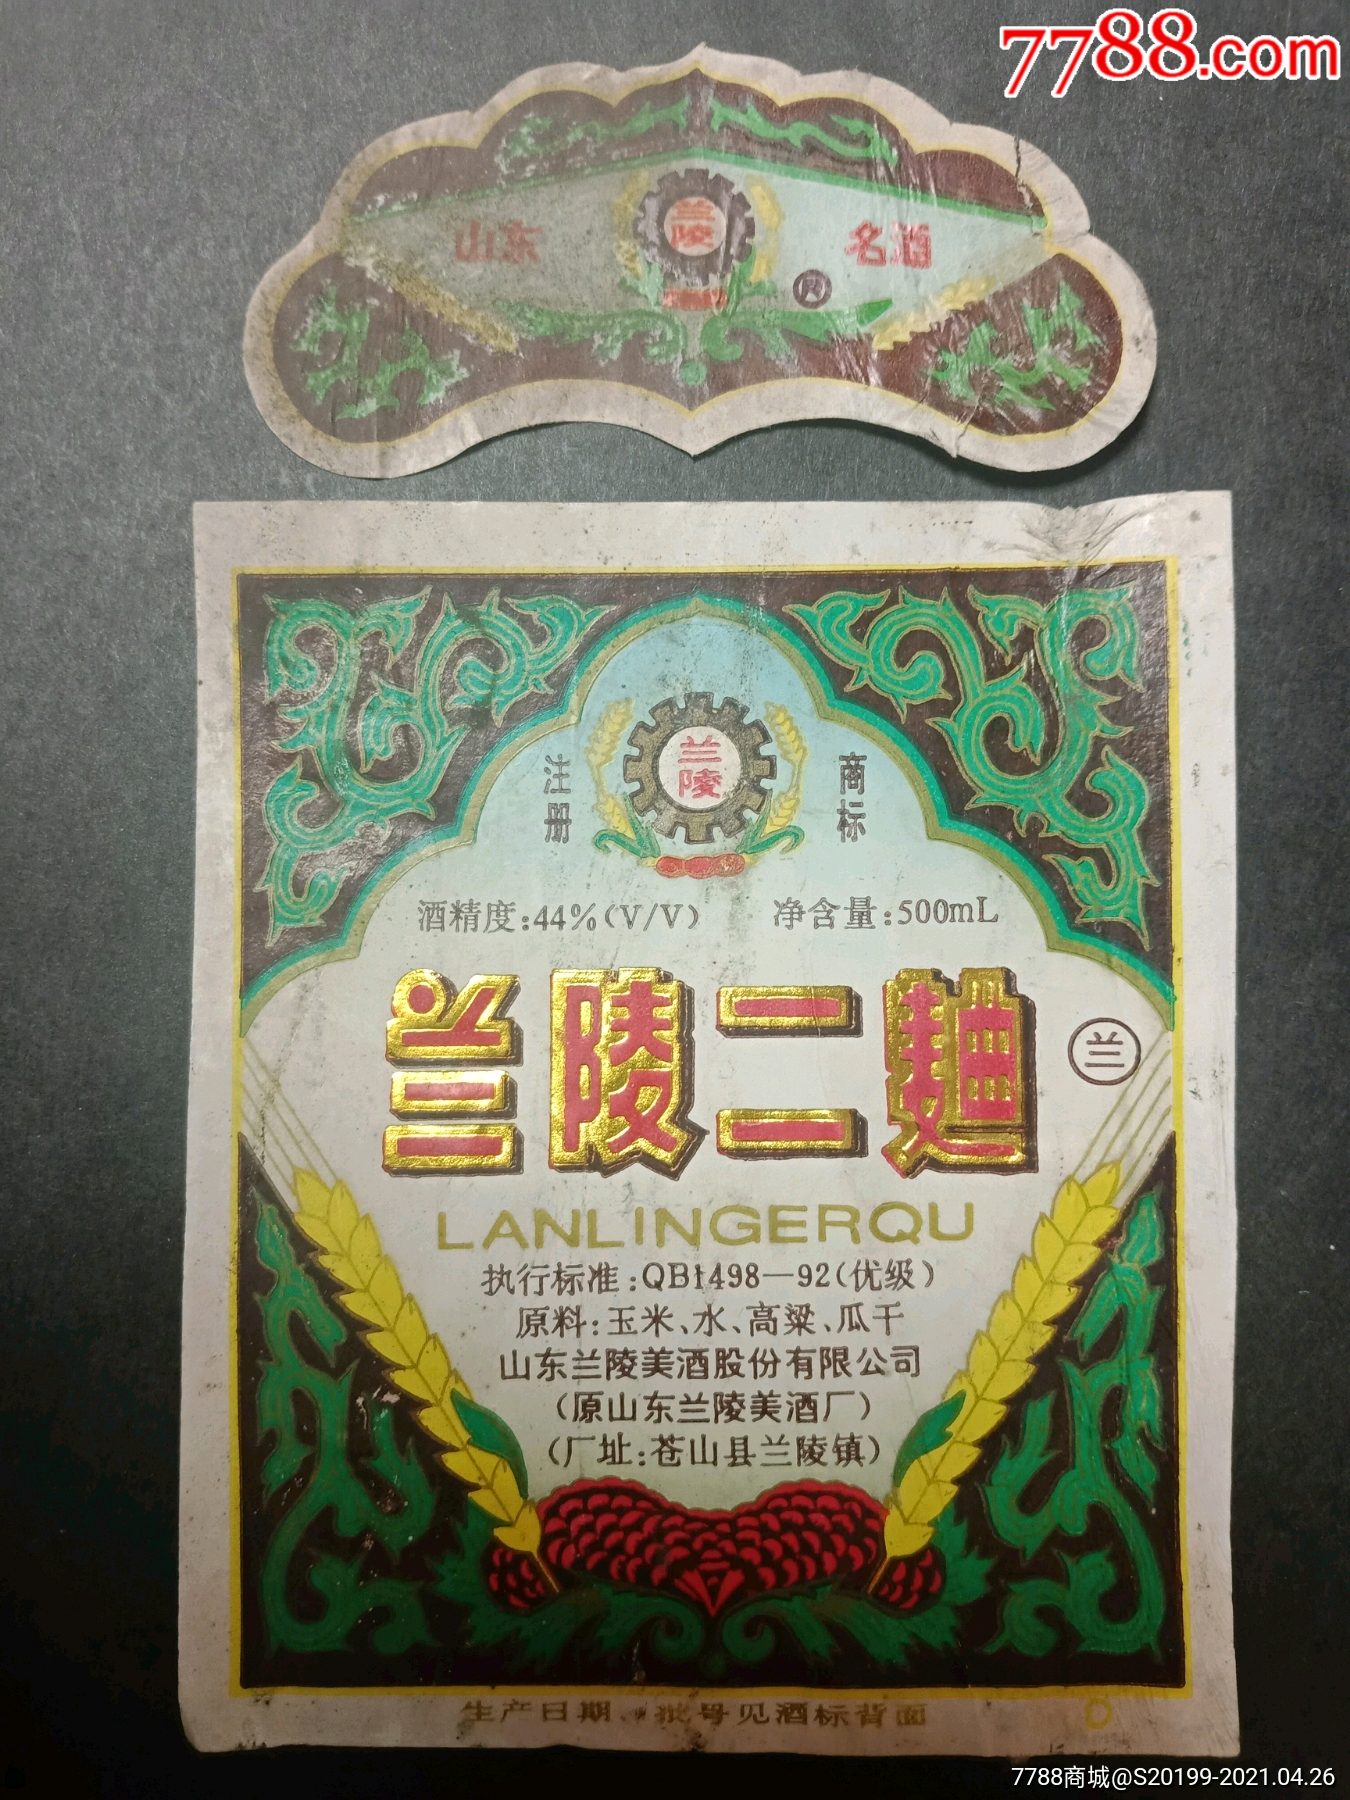 7788.com
山东 兰陵 名酒
®
注册 兰陵 商标
酒精度:44%(V/V) 净含量:500mL
兰陵二麯 兰
LANLINGERQU
执行标准:QB1498—92(优级)
原料:玉米、水、高粱、瓜干
山东兰陵美酒股份有限公司
(原山东兰陵美酒厂)
(厂址:苍山县兰陵镇)
生产日期、批号见酒标背面
7788商城@S20199-2021.04.26